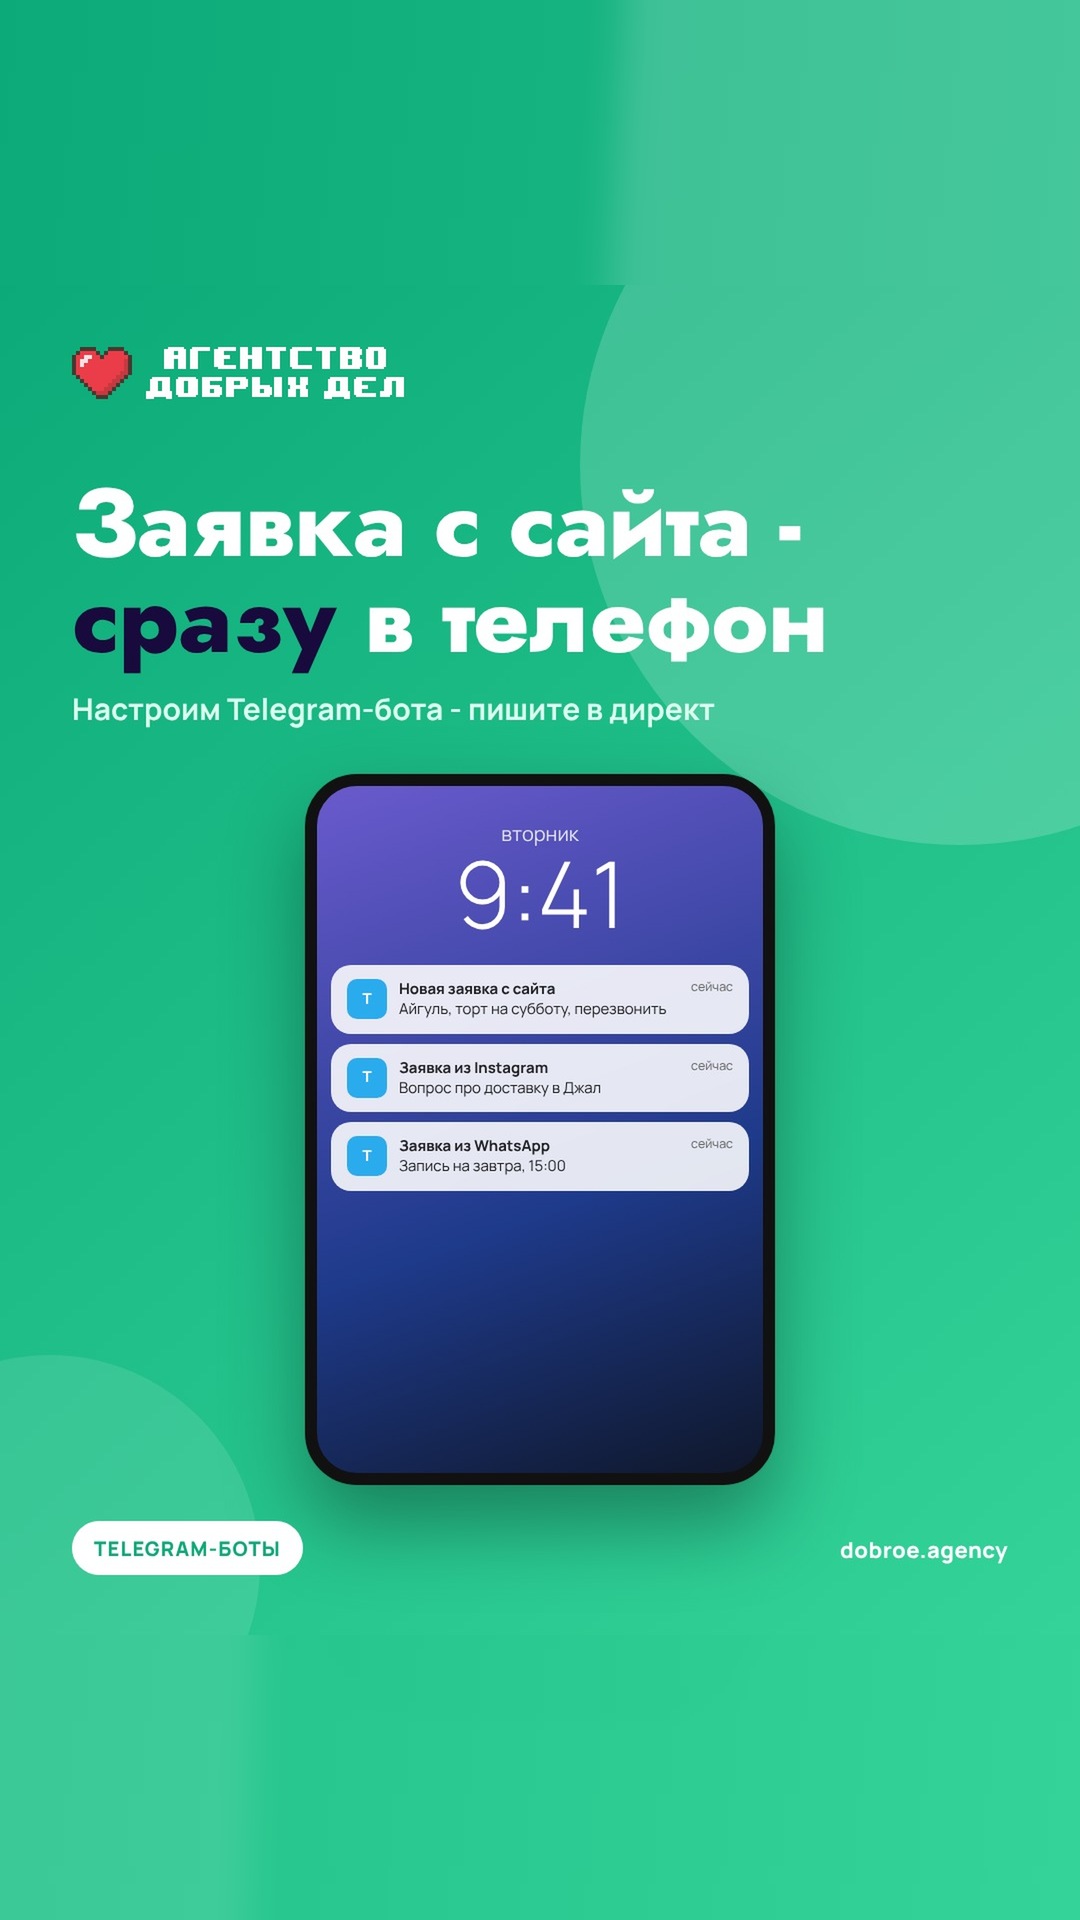 АГЕНТСТВО
ДОБРЫХ ДЕЛ
Заявка с сайта -
сразу в телефон
Настроим Telegram-бота - пишите в директ
вторник
9:41
Т
Новая заявка с сайта
сейчас
Айгуль, торт на субботу, перезвонить
Т
Заявка из Instagram
сейчас
Вопрос про доставку в Джал
Т
Заявка из WhatsApp
сейчас
Запись на завтра, 15:00
TELEGRAM-БОТЫ
dobroe.agency